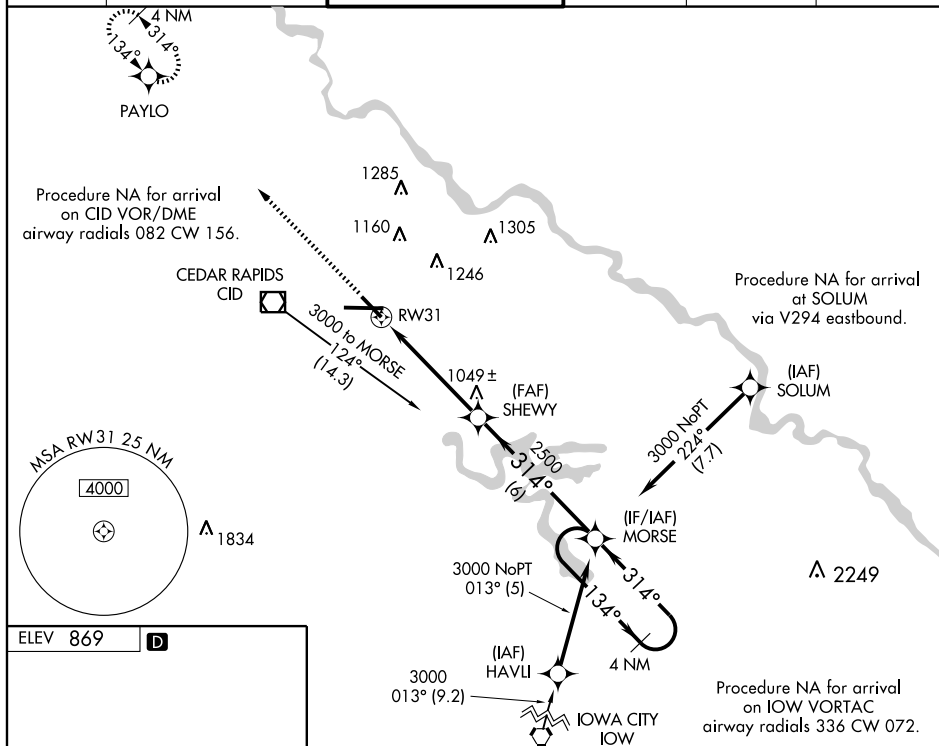 4 NM
314°
134°
PAYLO
Procedure NA for arrival
on CID VOR/DME
airway radials 082 CW 156.
1285
1160
1305
1246
CEDAR RAPIDS
CID
RW31
3000 to MORSE
124°
(14.3)
Procedure NA for arrival
at SOLUM
via V294 eastbound.
1049 ±
(FAF)
SHEWY
(IAF)
SOLUM
3000 NoPT
224°
(7.7)
2500
314°
(6)
MSA RW31 25 NM
4000
1834
(IF/IAF)
MORSE
3000 NoPT
013° (5)
314°
134°
4 NM
2249
ELEV 869 D
(IAF)
HAVLI
3000
013° (9.2)
IOWA CITY
IOW
Procedure NA for arrival
on IOW VORTAC
airway radials 336 CW 072.